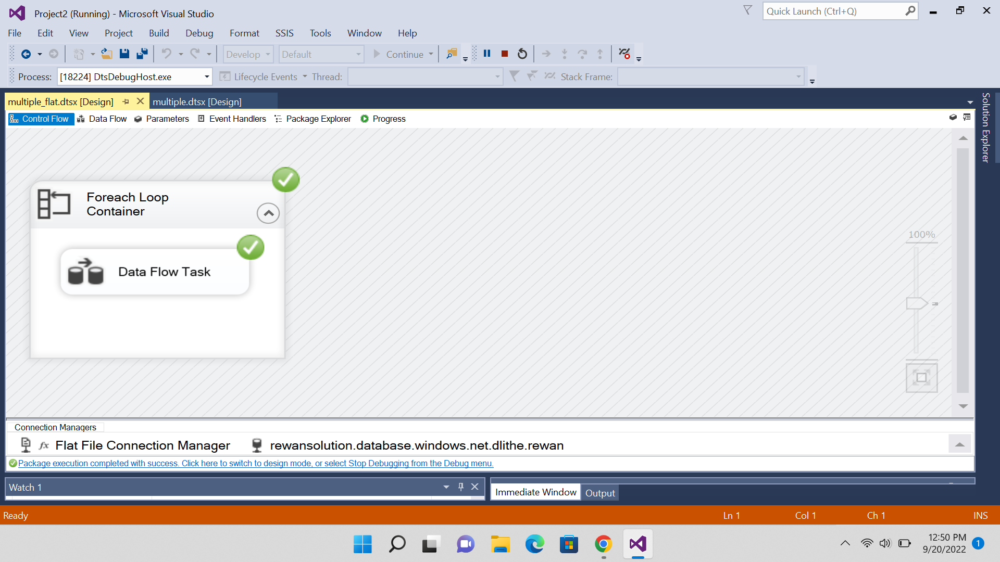 Project2 (Running) - Microsoft Visual Studio
Quick Launch (Ctrl+Q)
File Edit View Project Build Debug Format SSIS Tools Window Help
Develop Default Continue
Process: [18224] DtsDebugHost.exe Lifecycle Events Thread: Stack Frame:
multiple_flat.dtsx [Design] multiple.dtsx [Design]
Solution Explorer
Control Flow Data Flow Parameters Event Handlers Package Explorer Progress
Foreach Loop
Container
100%
Data Flow Task
Connection Managers
fx Flat File Connection Manager rewansolution.database.windows.net.dlithe.rewan
Package execution completed with success. Click here to switch to design mode, or select Stop Debugging from the Debug menu.
Watch 1
Immediate Window Output
Ready Ln 1 Col 1 Ch 1 INS
12:50 PM
9/20/2022
1